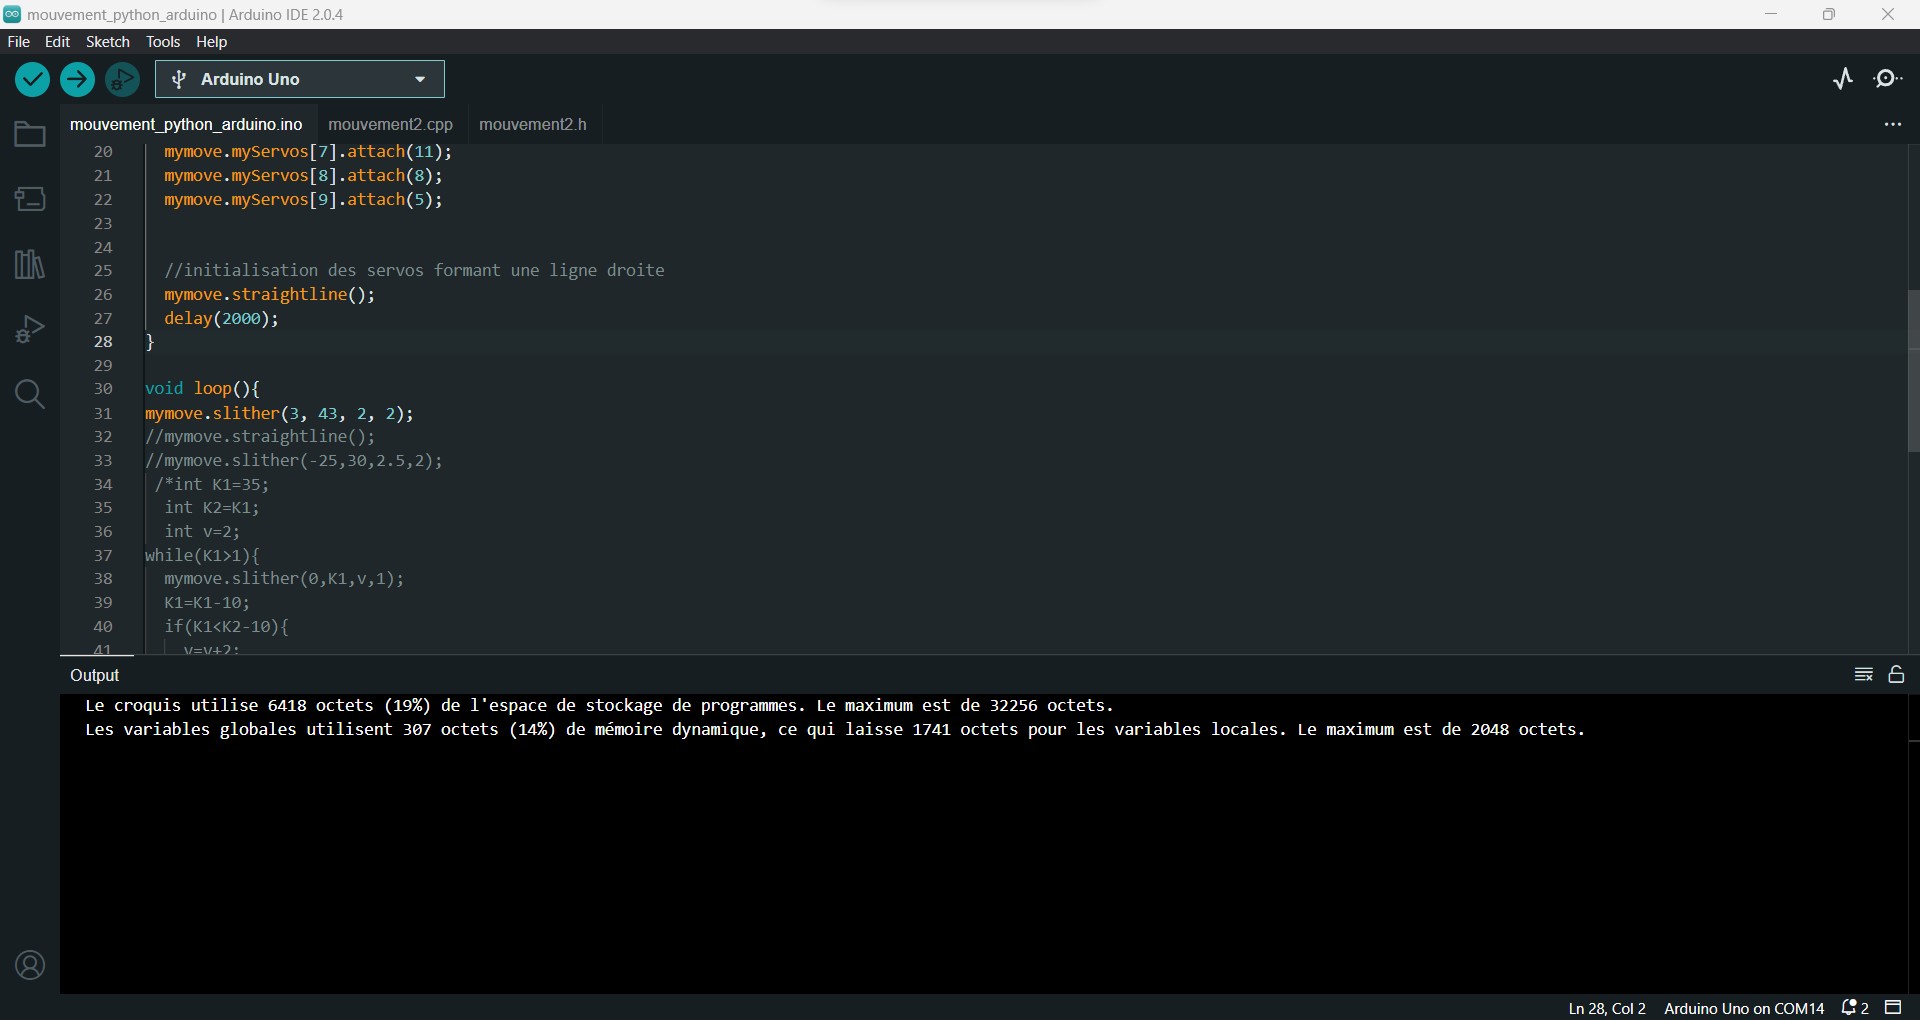 mouvement_python_arduino | Arduino IDE 2.0.4
File Edit Sketch Tools Help
Arduino Uno
mouvement_python_arduino.ino mouvement2.cpp mouvement2.h
20 mymove.myServos[7].attach(11);
21 mymove.myServos[8].attach(8);
22 mymove.myServos[9].attach(5);
23
24
25 //initialisation des servos formant une ligne droite
26 mymove.straightline();
27 delay(2000);
28 }
29
30 void loop(){
31 mymove.slither(3, 43, 2, 2);
32 //mymove.straightline();
33 //mymove.slither(-25,30,2.5,2);
34 /*int K1=35;
35 int K2=K1;
36 int v=2;
37 while(K1>1){
38 mymove.slither(0,K1,v,1);
39 K1=K1-10;
40 if(K1<K2-10){
41 v=v+2;
Output
Le croquis utilise 6418 octets (19%) de l'espace de stockage de programmes. Le maximum est de 32256 octets.
Les variables globales utilisent 307 octets (14%) de mémoire dynamique, ce qui laisse 1741 octets pour les variables locales. Le maximum est de 2048 octets.
Ln 28, Col 2 Arduino Uno on COM14 2